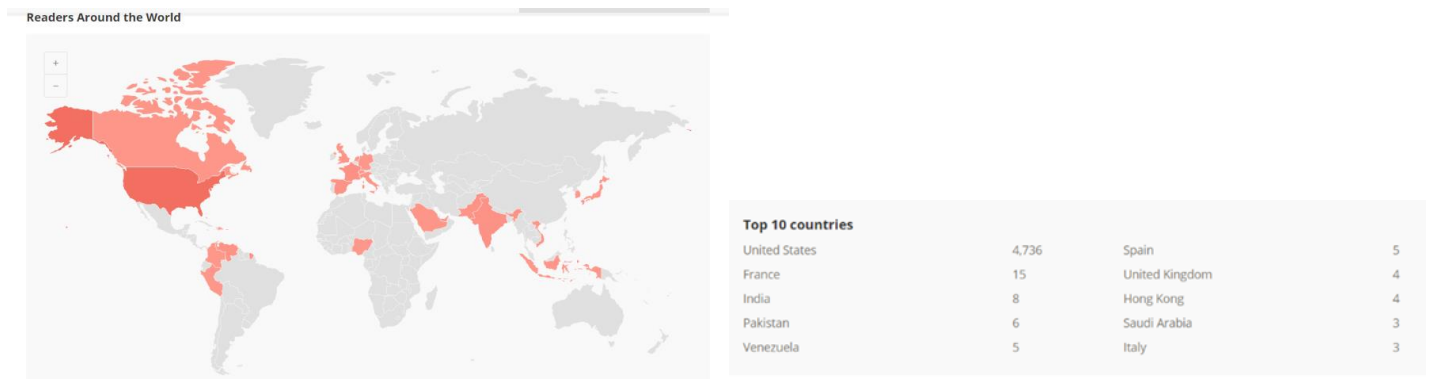 Readers Around the World
+
−
Top 10 countries
United States 4,736 Spain 5
France 15 United Kingdom 4
India 8 Hong Kong 4
Pakistan 6 Saudi Arabia 3
Venezuela 5 Italy 3